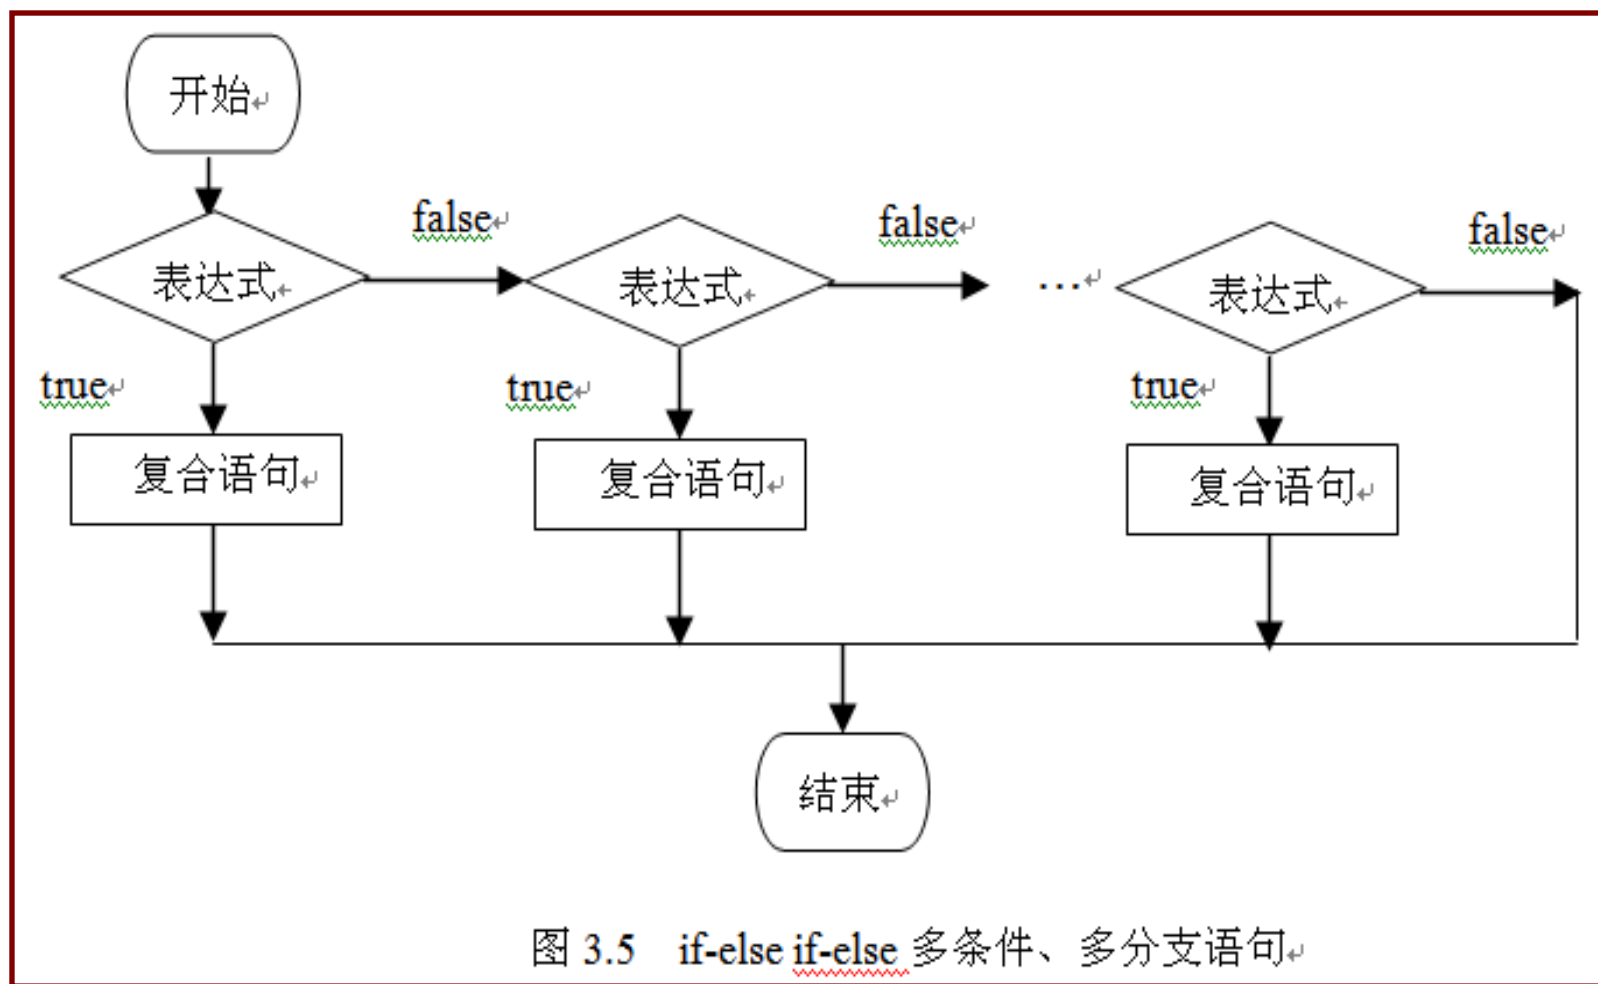 开始
false
false
false
表达式
表达式
…
表达式
true
true
true
复合语句
复合语句
复合语句
结束
图 3.5 if-else if-else 多条件、多分支语句